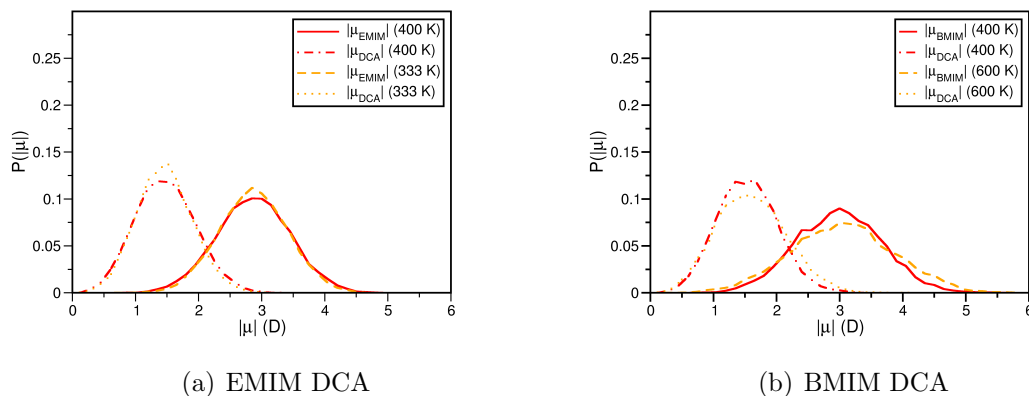 |μEMIM| (400 K)
|μDCA| (400 K)
|μEMIM| (333 K)
|μDCA| (333 K)
P(|μ|)
0.25
0.2
0.15
0.1
0.05
0
0 1 2 3 4 5 6
|μ| (D)
(a) EMIM DCA
|μBMIM| (400 K)
|μDCA| (400 K)
|μBMIM| (600 K)
|μDCA| (600 K)
P(|μ|)
0.25
0.2
0.15
0.1
0.05
0
0 1 2 3 4 5 6
|μ| (D)
(b) BMIM DCA